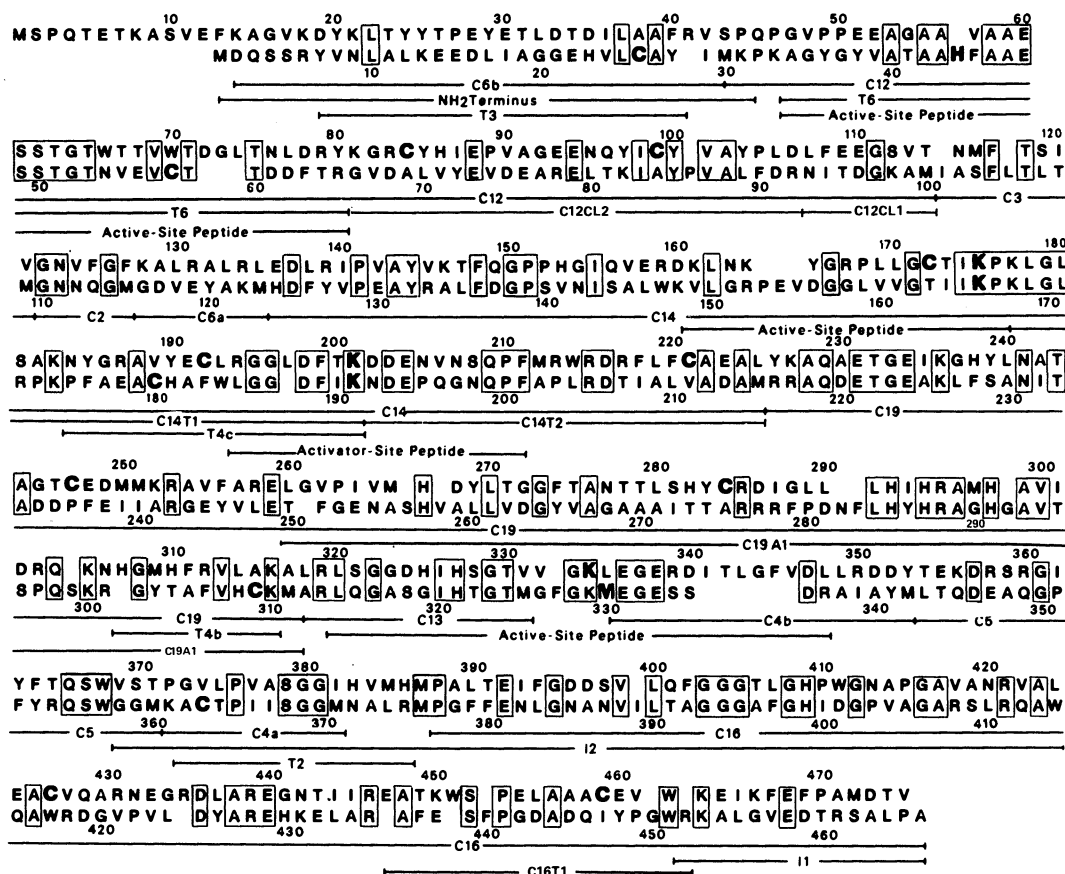 10 20 30 40 50 60
MSPQTETKASVEFKAGVKDYKLTYYTPEYETLDTDILAAFRVSPQPGVPPEEAGAA VAAE
MDQSSRYVNLALKEEDLIAGGEHVLCAY IMKPKAGYGYVATAAHFAAE
10 20 30 40
C6b C12
NH2Terminus T6
T3 Active-Site Peptide
70 80 90 100 110 120
SSTGTWTTVWTDGLTNLDRYKGRCYHIEPVAGEENQYICYVAYPLDLFEEGSVT NMF TSI
SSTGTNVEVCT TDDFTRGVDALVYEVDEARELTKIAYPVALFDRNITDGKAMIASFLTLT
50 60 70 80 90 100
C12 C3
T6 C12CL2 C12CL1
Active-Site Peptide
130 140 150 160 170 180
VGNVFGFKALRALRLEDLRIPVAYVKTFQGPPHGIQVERDKLNK YGRPLLGCTIKPKLGL
MGNNQGMGDVEYAKMHDFYVPEAYRALFDGPSVNISALWKVLGRPEVDGGLVVGTIIKPKLGL
110 120 130 140 150 160 170
C2 C6a C14
Active-Site Peptide
190 200 210 220 230 240
SAKNYGRAVYECLRGGLDFTKDDENVNSQPFMRWRDRFLFCAEALYKAQAETGEIKGHYLNAT
RPKPFAEACHAFWLGG DFIKNDEPQGNQPFAPLRDTIALVADAMRRAQDETGEAKLFSANIT
180 190 200 210 220 230
C14 C19
C14T1 C14T2
T4c
Activator-Site Peptide
250 260 270 280 290 300
AGTCEDMMKRAVFARELGVPIVM H DYLTGGFTANTTLSHYCRDIGLL LHIHRAMH AVI
ADDPFEIIARGEYVLET FGENASHVALLVDGYVAGAAAITTARRRFPDNFLHYHRAGHGAVT
240 250 260 270 280 290
C19
C19A1
310 320 330 340 350 360
DRQ KNHGMHFRVLAKALRLSGGDHIHSGTVV GKLEGERDITLGFVDLLRDDYTEKDRSRGI
SPQSKR GYTAFVHCKMARLQGASGIHTGTMGFGKMEGESS DRAIAYMLTQDEAQGP
300 310 320 330 340 350
C19 C13 C4b C5
T4b Active-Site Peptide
C19A1
370 380 390 400 410 420
YFTQSWVSTPGVLPVASGGIHVMHMPALTEIFGDDSV LQFGGGTLGHPWGNAPGAVANRVAL
FYRQSWGGMKACTPIISGGMNALRMPGFFENLGNANVILTAGGGAFGHIDGPVAGARSLRQAW
360 370 380 390 400 410
C5 C4a C16
I2
T2
430 440 450 460 470
EACVQARNEGRDLAREGNT.IIREATKWS PELAAACEV W KEIKFEFPAMDTV
QAWRDGVPVL DYAREHKELAR AFE SFPGDADQIYPGWRKALGVEDTRSALPA
420 430 440 450 460
C16
I1
C16T1